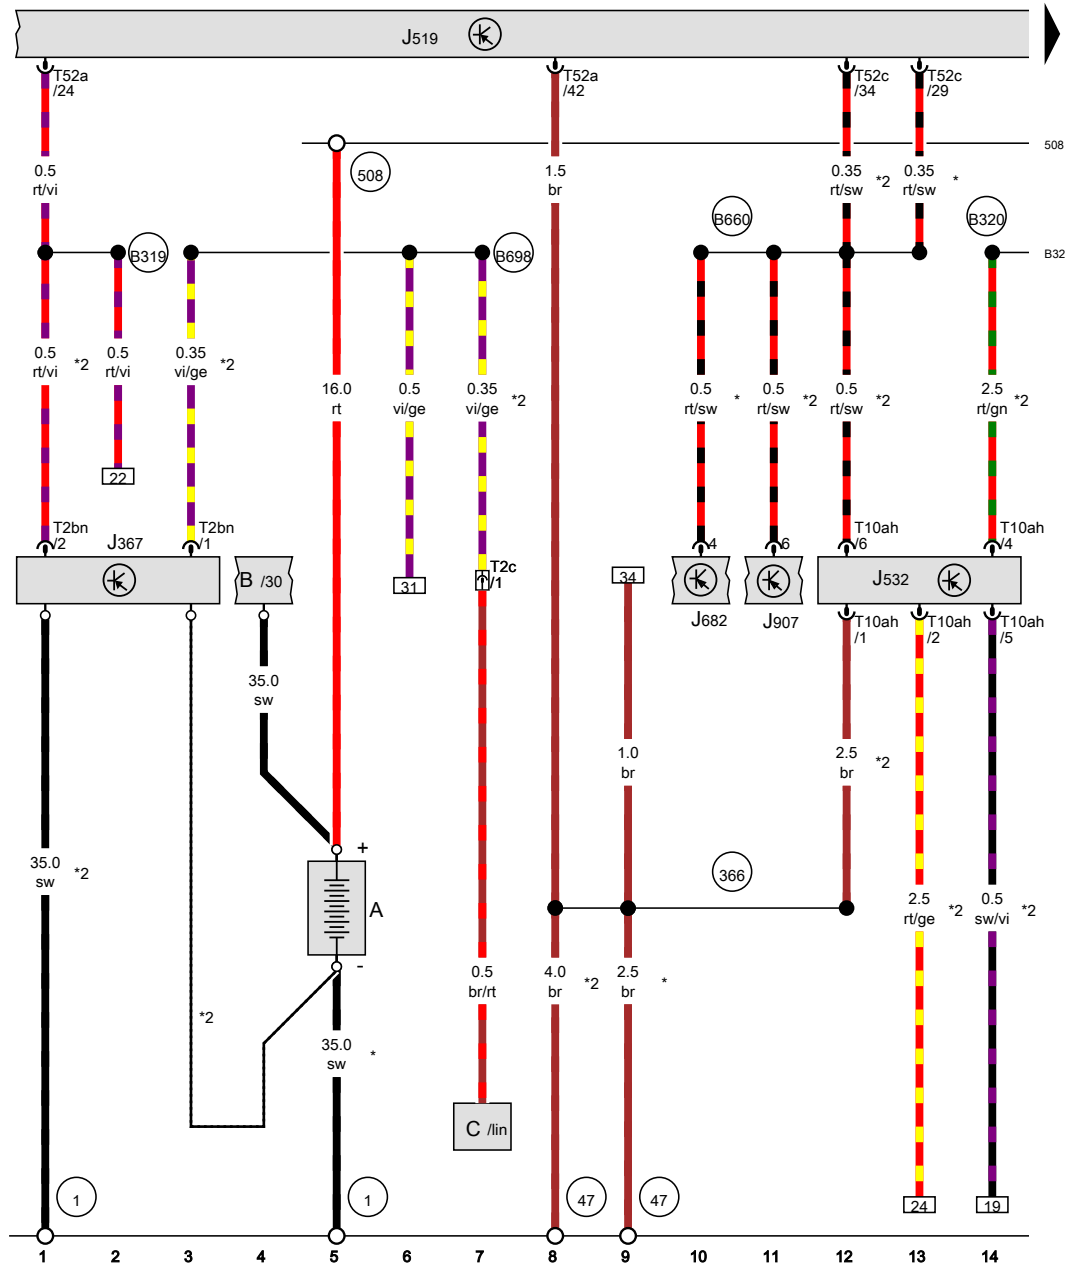 J519
T52a
/24
T52a
/42
T52c
/34
T52c
/29
508
508
0.5
rt/vi
1.5
br
0.35
rt/sw
*2
0.35
rt/sw
*
B660
B320
B319
B698
B32
0.5
rt/vi
*2
0.5
rt/vi
0.35
vi/ge
*2
16.0
rt
0.5
vi/ge
0.35
vi/ge
*2
0.5
rt/sw
*
0.5
rt/sw
*2
0.5
rt/sw
*2
2.5
rt/gn
*2
22
T2bn
/2
J367
T2bn
/1
4
6
T10ah
/6
T10ah
/4
B /30
31
T2c
/1
34
J682
J907
J532
T10ah
/1
T10ah
/2
T10ah
/5
35.0
sw
1.0
br
2.5
br
*2
35.0
sw
*2
+
A
-
366
2.5
rt/ge
*2
0.5
sw/vi
*2
*2
0.5
br/rt
4.0
br
*2
2.5
br
*
35.0
sw
*
C /lin
1
1
47
47
24
19
1 2 3 4 5 6 7 8 9 10 11 12 13 14